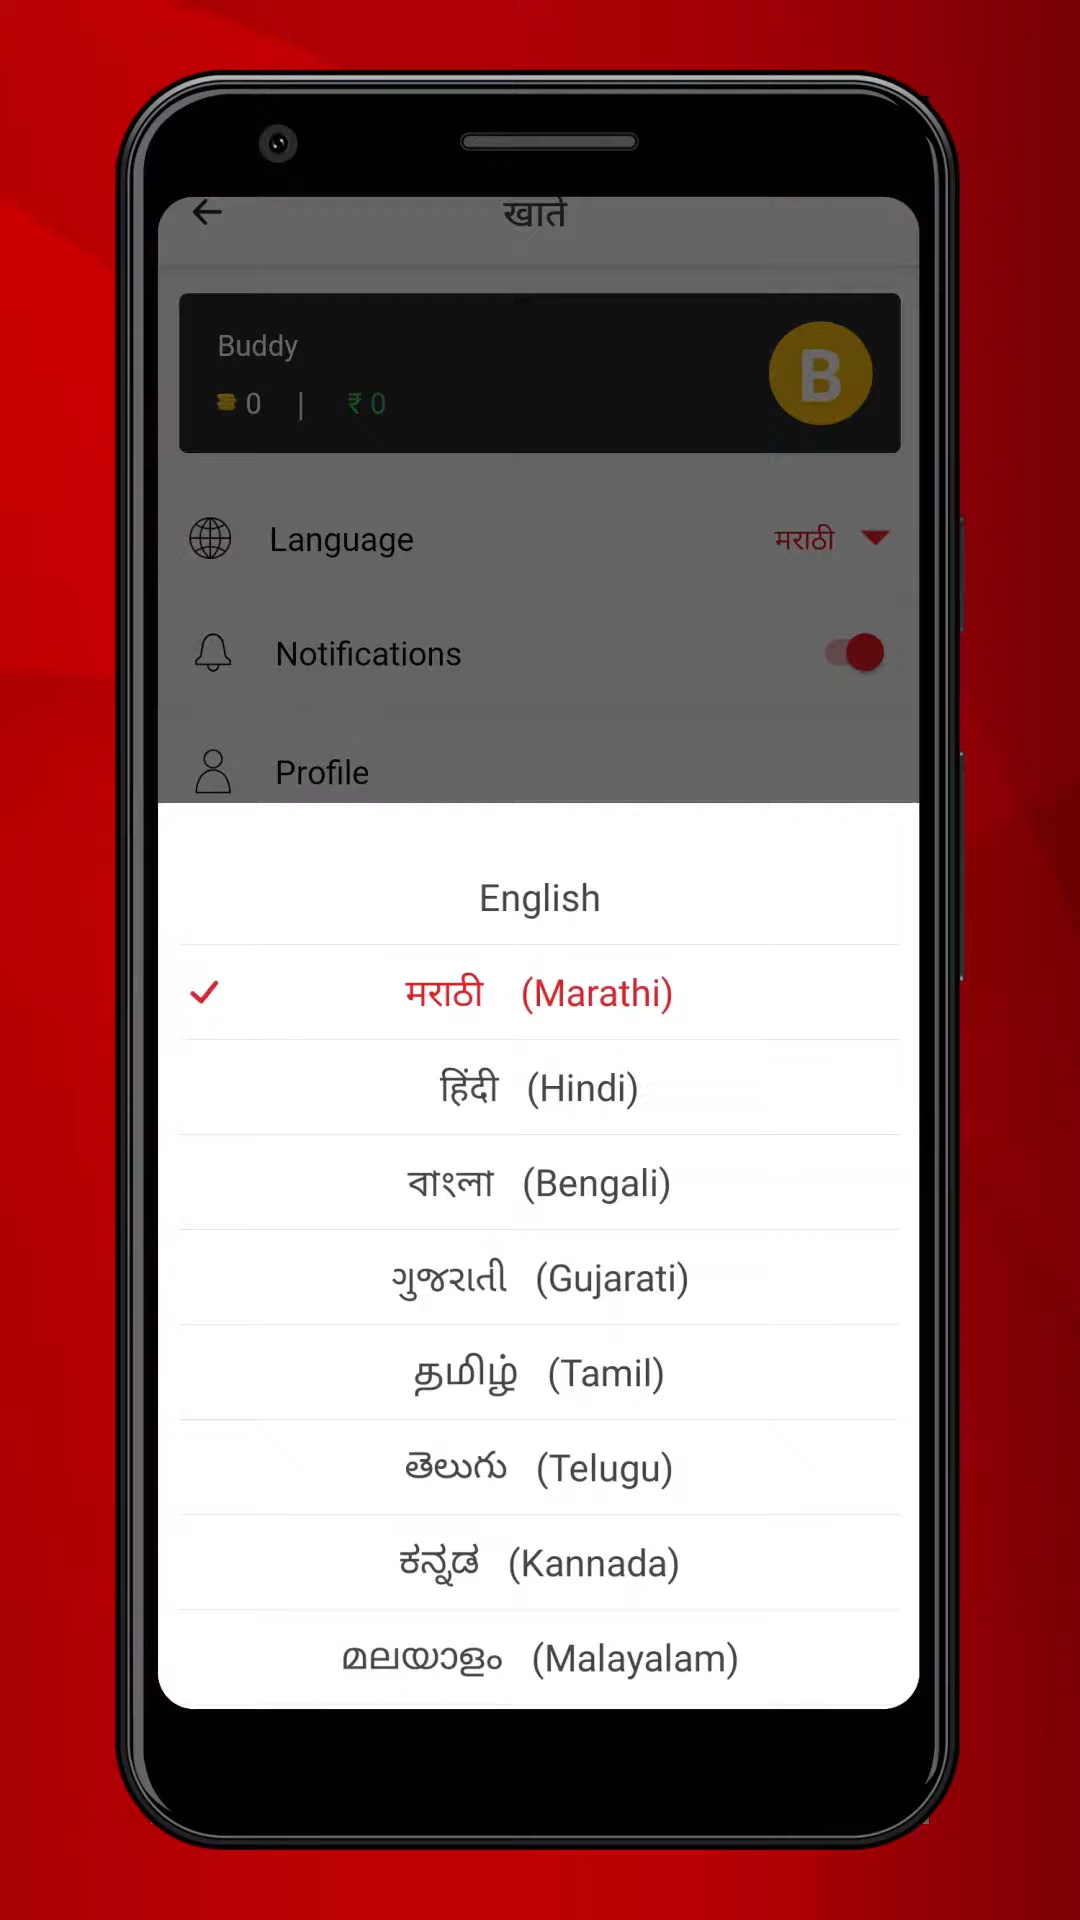 खाते
Buddy
0 | ₹ 0
B
Language मराठी
Notifications
Profile
English
मराठी (Marathi)
हिंदी (Hindi)
বাংলা (Bengali)
ગુજરાતી (Gujarati)
தமிழ் (Tamil)
తెలుగు (Telugu)
ಕನ್ನಡ (Kannada)
മലയാളം (Malayalam)